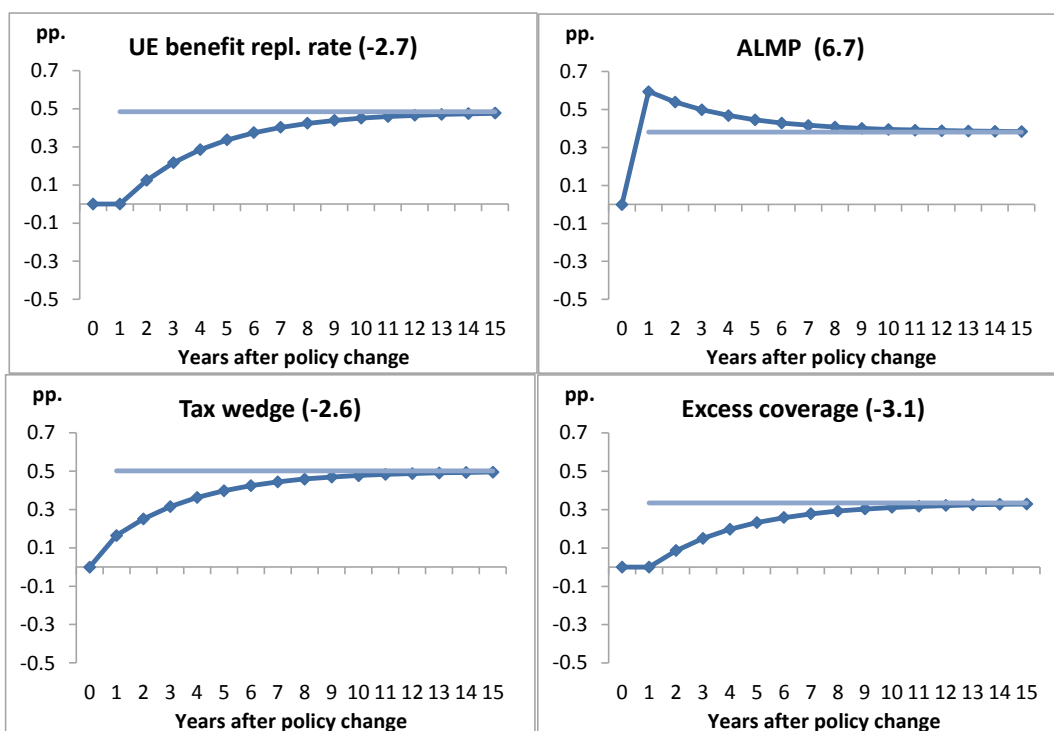 pp.
UE benefit repl. rate (-2.7)
0.7
0.5
0.3
0.1
-0.1
-0.3
-0.5
0 1 2 3 4 5 6 7 8 9 10 11 12 13 14 15
Years after policy change
pp.
ALMP (6.7)
0.7
0.5
0.3
0.1
-0.1
-0.3
-0.5
0 1 2 3 4 5 6 7 8 9 10 11 12 13 14 15
Years after policy change
pp.
Tax wedge (-2.6)
0.7
0.5
0.3
0.1
-0.1
-0.3
-0.5
0 1 2 3 4 5 6 7 8 9 10 11 12 13 14 15
Years after policy change
pp.
Excess coverage (-3.1)
0.7
0.5
0.3
0.1
-0.1
-0.3
-0.5
0 1 2 3 4 5 6 7 8 9 10 11 12 13 14 15
Years after policy change